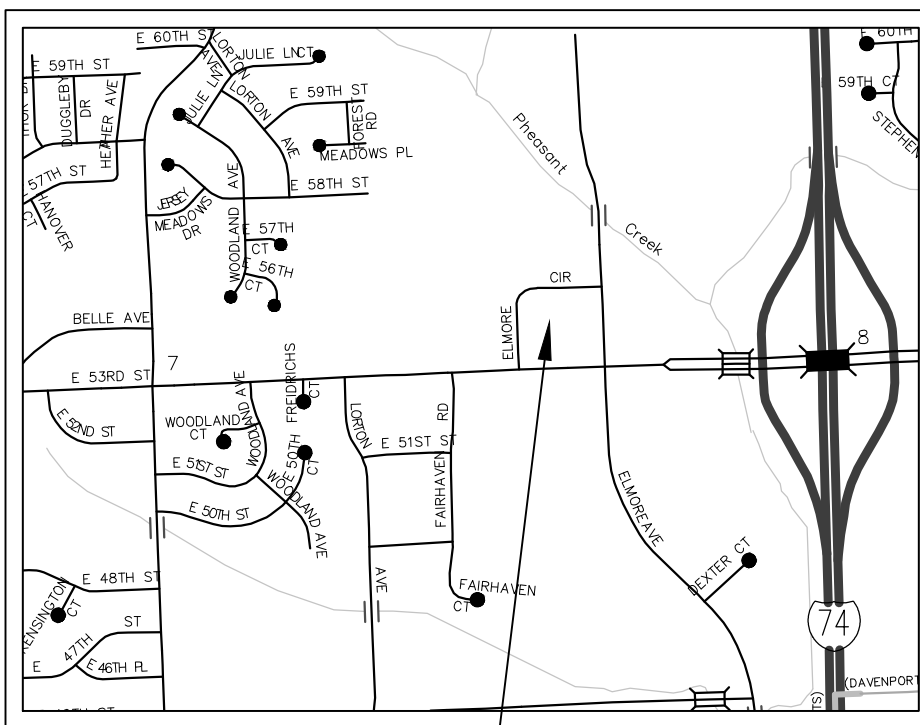 E 60TH ST
LORTON
AVE
JULIE LN
CT
E 60TH
E 59TH ST
DUGGLEBY
DR
HEATHER AVE
JULIE LN
LORTON
AVE
E 59TH ST
FOREST
RD
MEADOWS PL
59TH CT
Pheasant
Creek
E 57TH ST
HANOVER
CT
JERSEY
MEADOWS
DR
E 58TH ST
WOODLAND
AVE
E 57TH
CT
E 56TH
CT
CIR
ELMORE
BELLE AVE
7
8
E 53RD ST
E 52ND ST
WOODLAND
CT
WOODLAND AVE
FREIDRICHS
CT
LORTON
AVE
RD
FAIRHAVEN
E 51ST ST
E 51ST ST
E 50TH ST
E 50TH
CT
WOODLAND AVE
ELMORE AVE
DEXTER CT
E 48TH ST
KENSINGTON
CT
47TH
ST
E
E 46TH PL
FAIRHAVEN
CT
74
(DAVENPORT